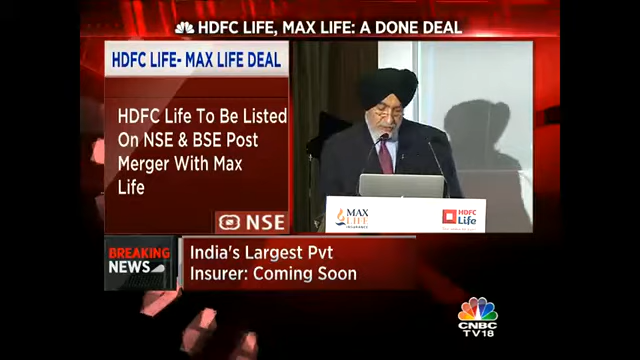 HDFC LIFE, MAX LIFE: A DONE DEAL
HDFC LIFE- MAX LIFE DEAL
HDFC Life To Be Listed
On NSE & BSE Post
Merger With Max
Life
NSE
MAX
LIFE
INSURANCE
HDFC
Life
BREAKING
NEWS
India's Largest Pvt
Insurer: Coming Soon
CNBC
TV18